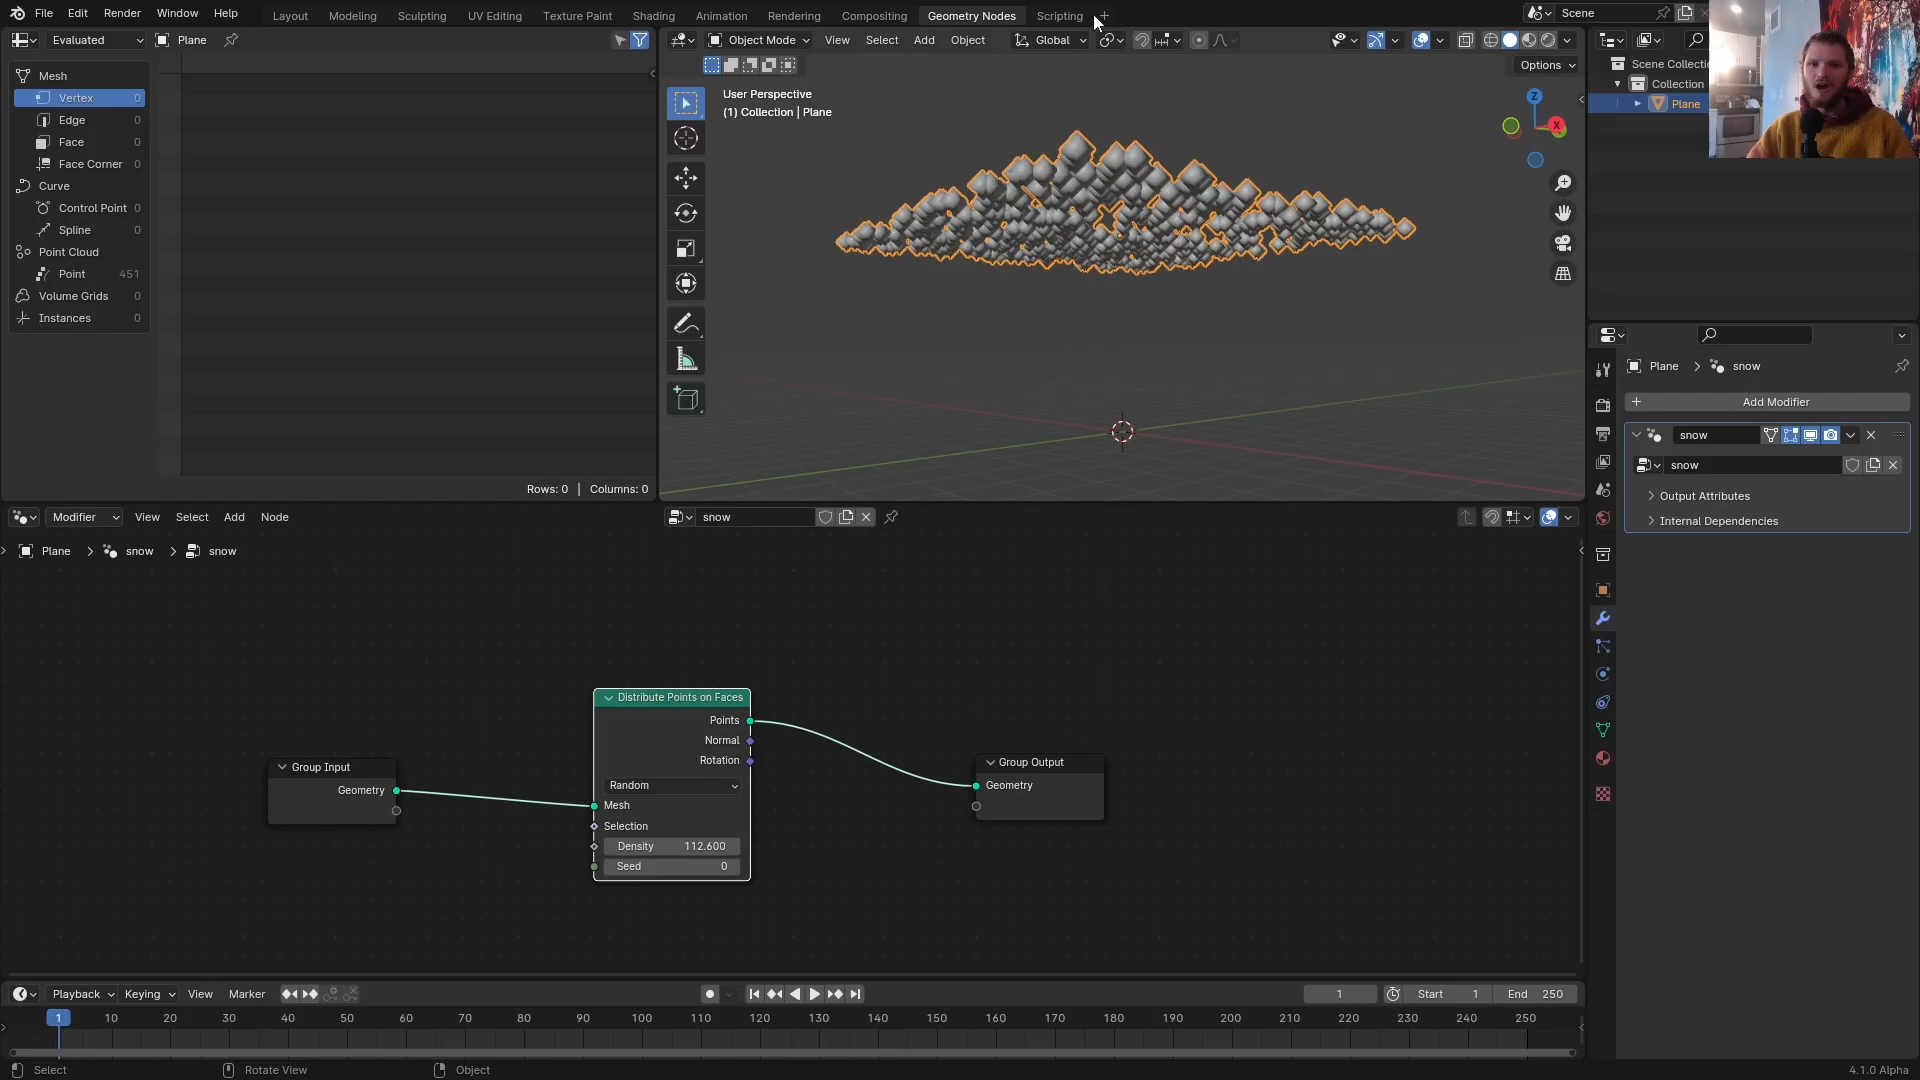 File Edit Render Window Help
Layout Modeling Sculpting UV Editing Texture Paint Shading Animation Rendering Compositing Geometry Nodes Scripting +
Scene
Evaluated Plane
Object Mode View Select Add Object Global
Options
Mesh
Vertex 0
Edge 0
Face 0
Face Corner 0
Curve
Control Point 0
Spline 0
Point Cloud
Point 451
Volume Grids 0
Instances 0
Rows: 0 | Columns: 0
User Perspective
(1) Collection | Plane
Z
X
Scene Collectio
Collection
Plane
Plane > snow
+ Add Modifier
snow
snow
Output Attributes
Internal Dependencies
Modifier View Select Add Node
snow
Plane > snow > snow
Group Input
Geometry
Distribute Points on Faces
Points
Normal
Rotation
Random
Mesh
Selection
Density 112.600
Seed 0
Group Output
Geometry
Playback Keying View Marker
1
Start 1 End 250
1 10 20 30 40 50 60 70 80 90 100 110 120 130 140 150 160 170 180 190 200 210 220 230 240 250
Select Rotate View Object
4.1.0 Alpha